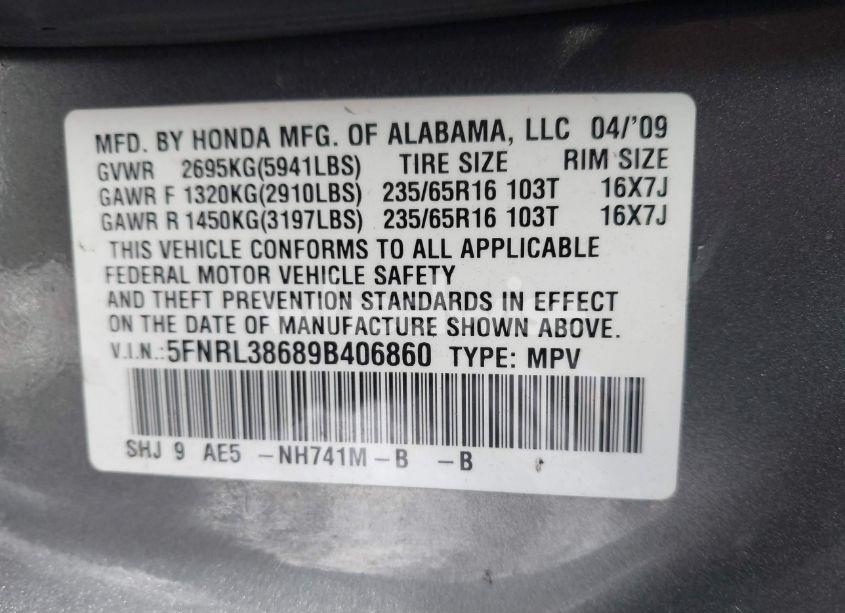 MFD. BY HONDA MFG. OF ALABAMA, LLC 04/'09
GVWR 2695KG(5941LBS) TIRE SIZE RIM SIZE
GAWR F 1320KG(2910LBS) 235/65R16 103T 16X7J
GAWR R 1450KG(3197LBS) 235/65R16 103T 16X7J
THIS VEHICLE CONFORMS TO ALL APPLICABLE
FEDERAL MOTOR VEHICLE SAFETY
AND THEFT PREVENTION STANDARDS IN EFFECT
ON THE DATE OF MANUFACTURE SHOWN ABOVE.
V.I.N.:5FNRL38689B406860 TYPE: MPV
SHJ 9 AE5 -NH741M-B -B